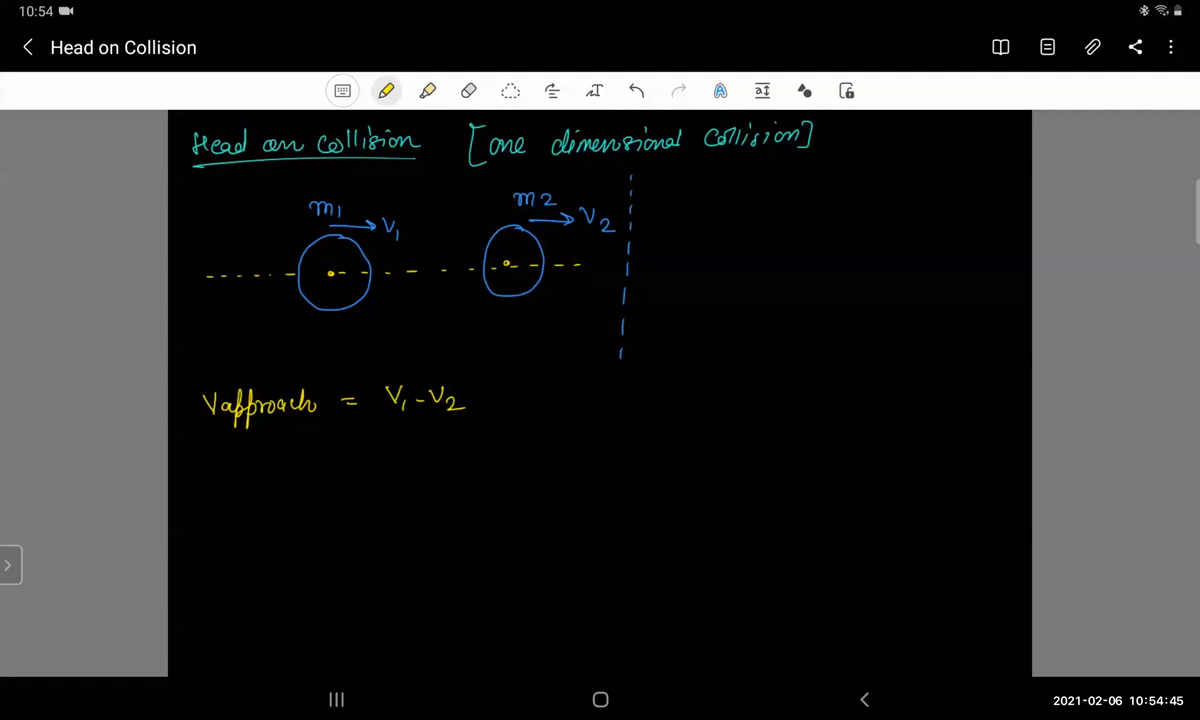 10:54
Head on Collision
Head on Collision [one dimensional Collision]
m1 V1 m2 V2
Vapproach = V1 - V2
2021-02-06 10:54:45